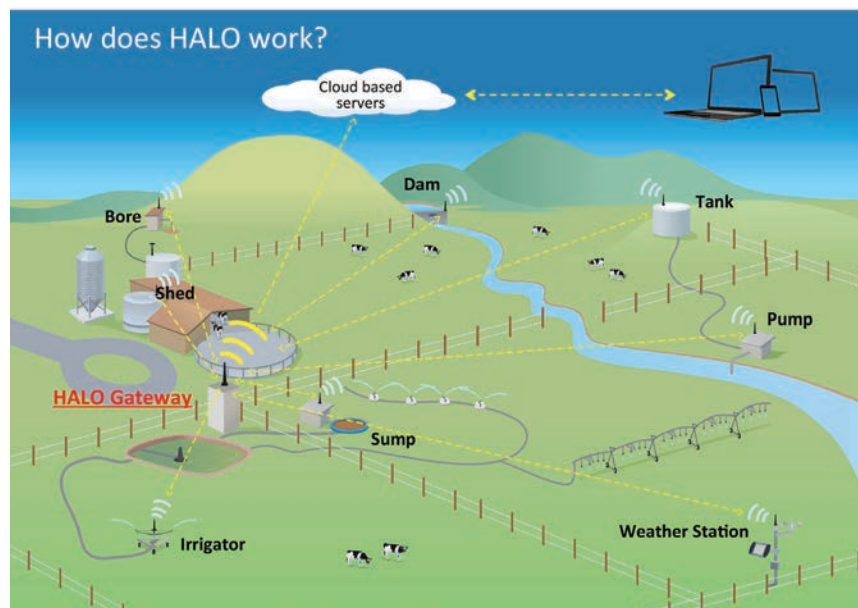 How does HALO work?
Cloud based
servers
Dam
Tank
Bore
Shed
Pump
HALO Gateway
Sump
Weather Station
Irrigator